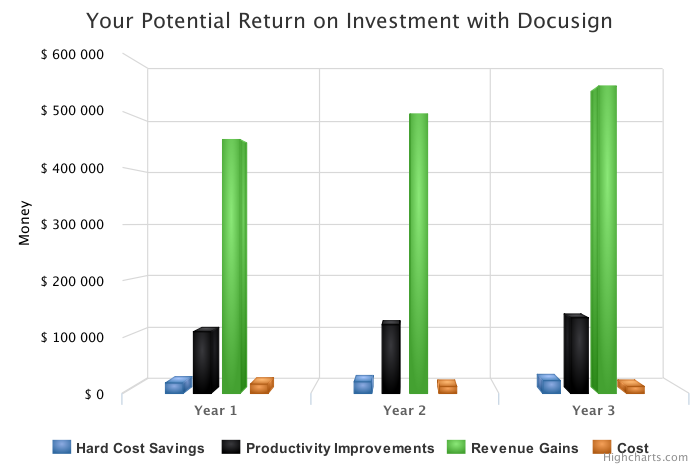 Your Potential Return on Investment with Docusign
$ 600 000
$ 500 000
$ 400 000
$ 300 000
$ 200 000
$ 100 000
$ 0
Money
Year 1
Year 2
Year 3
Hard Cost Savings
Productivity Improvements
Revenue Gains
Cost
Highcharts.com